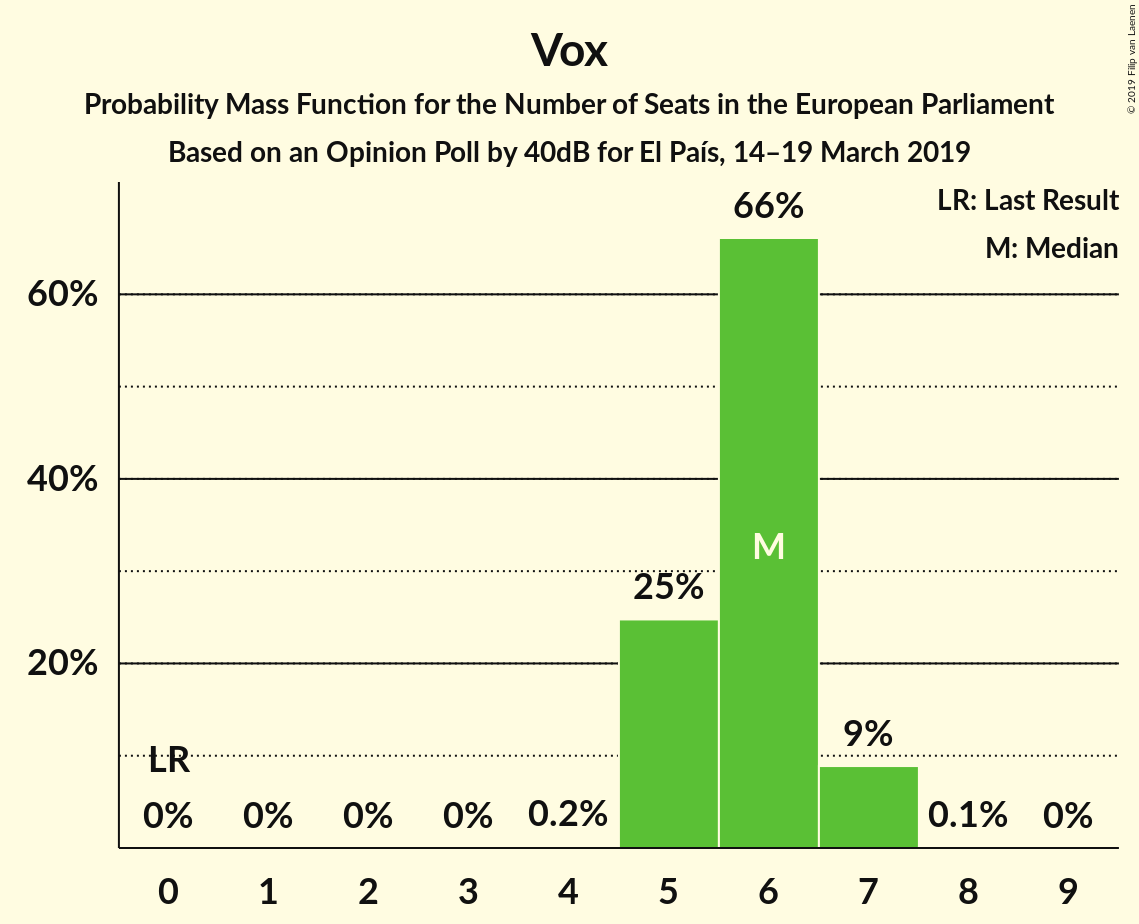 Vox
Probability Mass Function for the Number of Seats in the European Parliament
Based on an Opinion Poll by 40dB for El País, 14–19 March 2019
© 2019 Filip van Laenen
LR: Last Result
M: Median
66%
60%
40%
M
25%
20%
9%
LR
0% 0% 0% 0% 0.2% 0.1% 0%
0 1 2 3 4 5 6 7 8 9